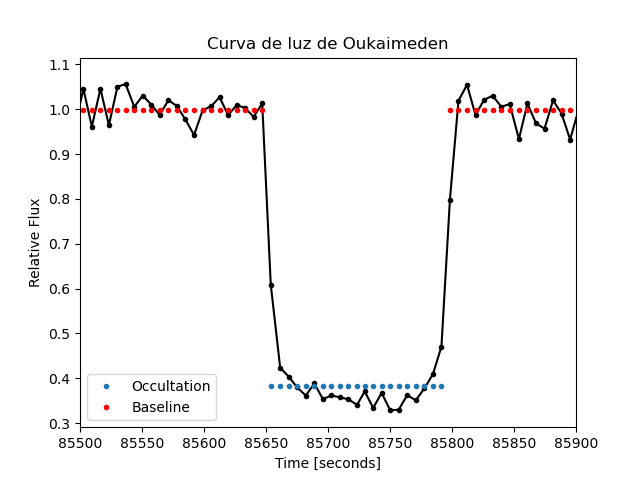 Curva de luz de Oukaimeden
Relative Flux
1.1
1.0
0.9
0.8
0.7
0.6
0.5
0.4
0.3
Occultation
Baseline
85500 85550 85600 85650 85700 85750 85800 85850 85900
Time [seconds]